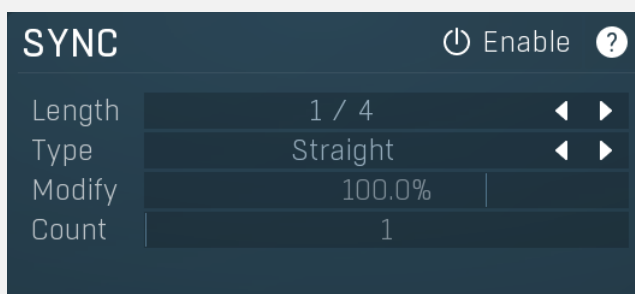 SYNC Enable ?
Length 1 / 4
Type Straight
Modify 100.0%
Count 1